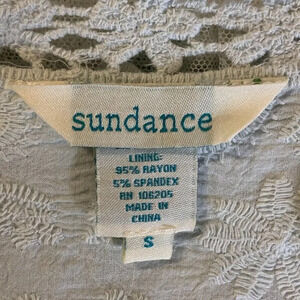 sundance
LINING:
95% RAYON
5% SPANDEX
RN 106205
MADE IN
CHINA
S